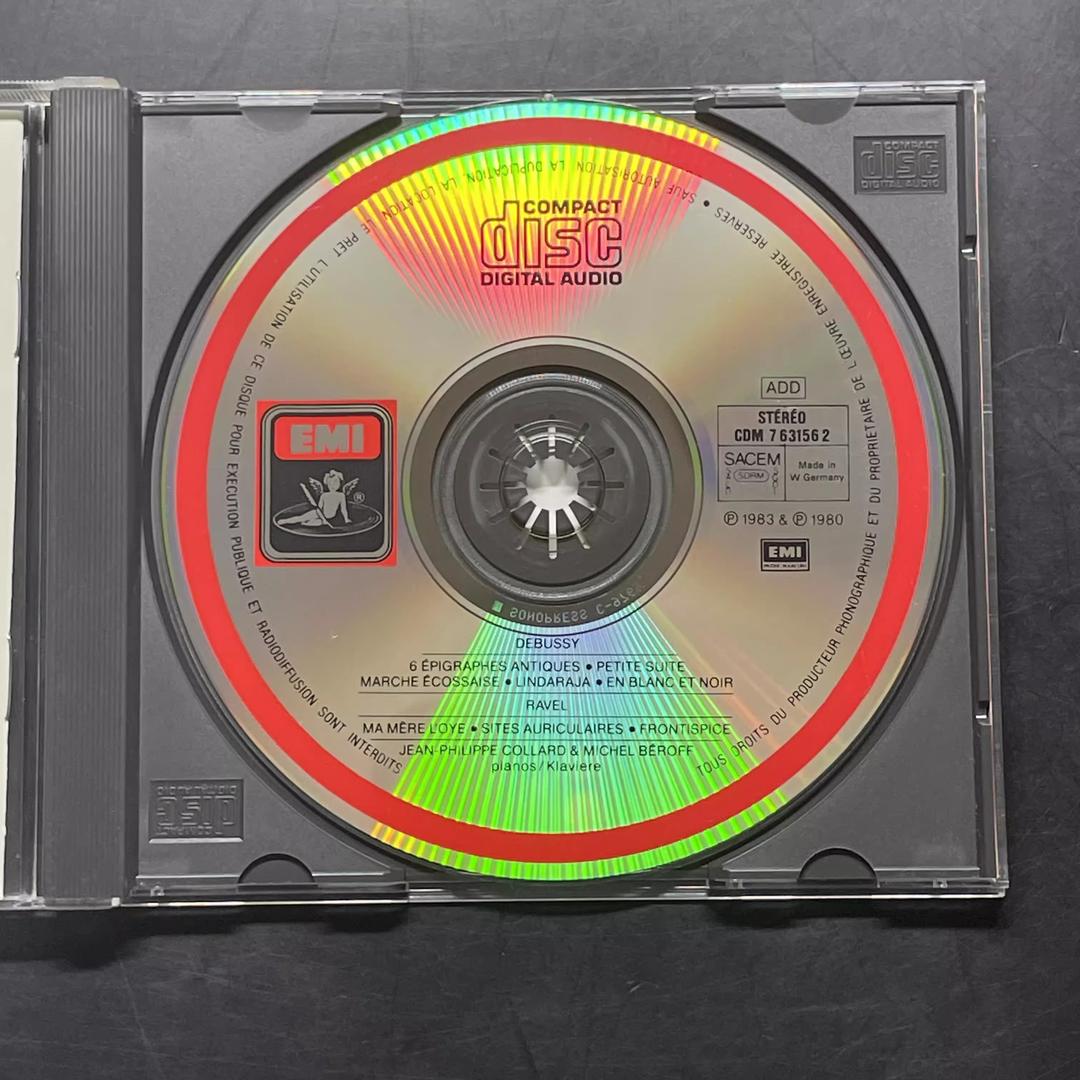 COMPACT
disc
DIGITAL AUDIO
COMPACT
disc
DIGITAL AUDIO
TOUS DROITS DU PRODUCTEUR PHONOGRAPHIQUE ET DU PROPRIETAIRE DE L'ŒUVRE ENREGISTREE RESERVES • SAUF AUTORISATION LA DUPLICATION LA LOCATION LE PRET L'UTILISATION DE CE DISQUE POUR EXECUTION PUBLIQUE ET RADIODIFFUSION SONT INTERDITS
EMI
®
ADD
STÉRÉO
CDM 7 63156 2
SACEM
SDRM
Made in
W Germany
℗ 1983 & ℗ 1980
EMI
SONOPRESS
DEBUSSY
6 ÉPIGRAPHES ANTIQUES • PETITE SUITE
MARCHE ÉCOSSAISE • LINDARAJA • EN BLANC ET NOIR
RAVEL
MA MÈRE L'OYE • SITES AURICULAIRES • FRONTISPICE
JEAN-PHILIPPE COLLARD & MICHEL BÉROFF
pianos/Klaviere
COMPACT
disc
DIGITAL AUDIO